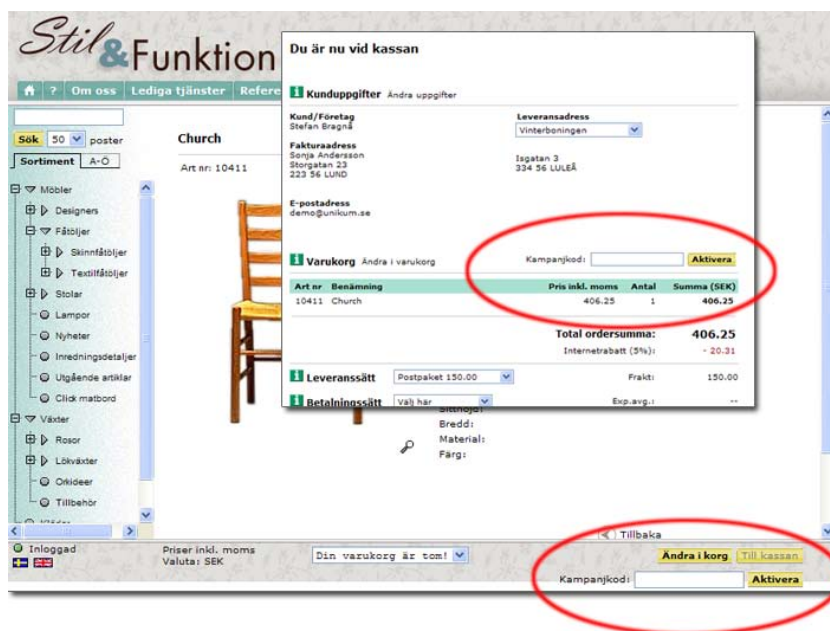 Stil&Funktion
? Om oss Lediga tjänster Refere
Sök 50 poster
Sortiment A-Ö
Möbler
Designers
Fåtöljer
Skinnfåtöljer
Textilfåtöljer
Stolar
Lampor
Nyheter
Inredningsdetaljer
Utgående artiklar
Click matbord
Växter
Rosor
Lökväxter
Orkideer
Tillbehör
Kläder
Church
Art nr: 10411
Du är nu vid kassan
Kunduppgifter Ändra uppgifter
Kund/Företag
Stefan Bragnå
Leveransadress
Vinterboningen
Fakturaadress
Sonja Andersson
Storgatan 23
223 56 LUND
Isgatan 3
334 56 LULEÅ
E-postadress
demo@unikum.se
Varukorg Ändra i varukorg Kampanjkod: Aktivera
Art nr Benämning Pris inkl. moms Antal Summa (SEK)
10411 Church 406.25 1 406.25
Total ordersumma: 406.25
Internetrabatt (5%): - 20.31
Leveranssätt Postpaket 150.00 Frakt: 150.00
Betalningssätt Välj här Exp.avg.: --
Sitthöjd:
Bredd:
Material:
Färg:
Tillbaka
Inloggad
Priser inkl. moms
Valuta: SEK
Din varukorg är tom!
Ändra i korg Till kassan
Kampanjkod: Aktivera